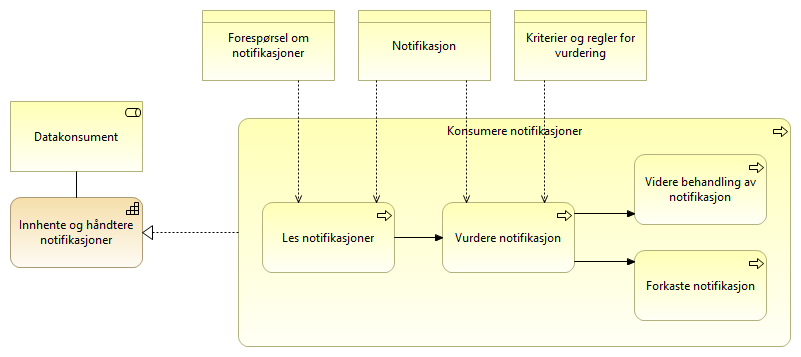 Forespørsel om
notifikasjoner
Notifikasjon
Kriterier og regler for
vurdering
Datakonsument
Innhente og håndtere
notifikasjoner
Konsumere notifikasjoner
Les notifikasjoner
Vurdere notifikasjon
Videre behandling av
notifikasjon
Forkaste notifikasjon